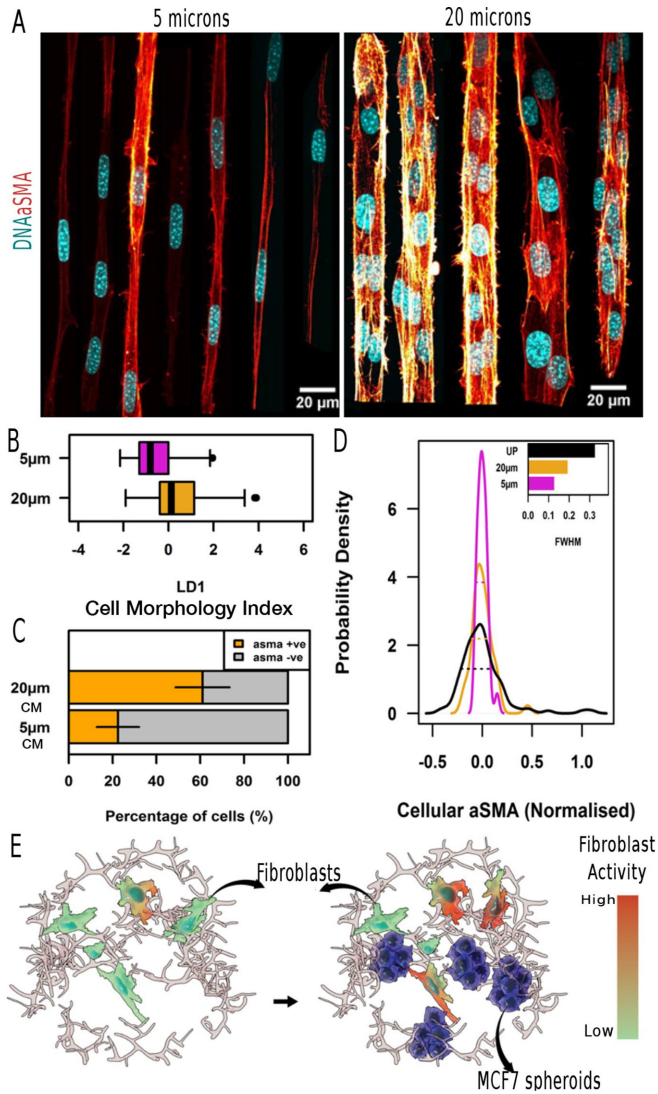 A
5 microns
20 microns
DNAaSMA
20 µm
20 µm
B
5µm
20µm
-4 -2 0 2 4 6
LD1
Cell Morphology Index
C
asma +ve
asma -ve
20µm
CM
5µm
CM
0 20 40 60 80 100
Percentage of cells (%)
D
UP
20µm
5µm
0.0 0.1 0.2 0.3
FWHM
Probability Density
6
4
2
0
-0.5 0.0 0.5 1.0
Cellular aSMA (Normalised)
E
Fibroblasts
Fibroblast
Activity
High
Low
MCF7 spheroids